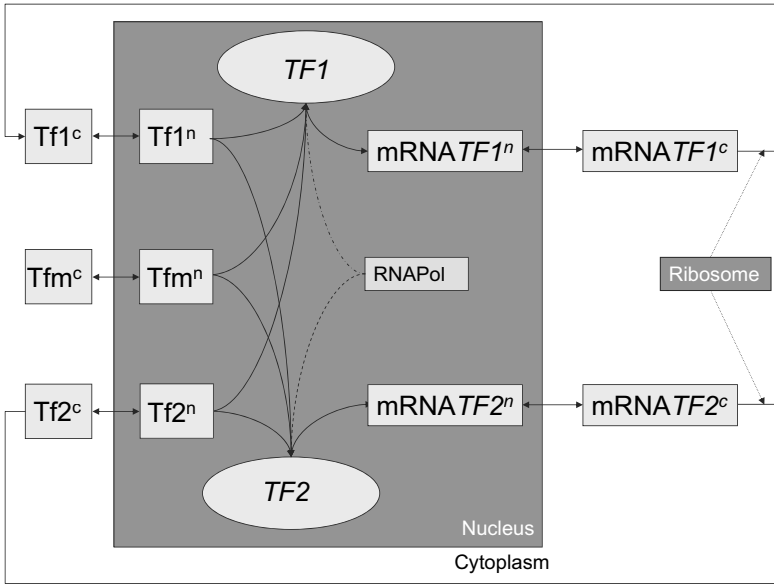 TF1
Tf1ᶜ
Tf1ⁿ
mRNATF1ⁿ
mRNATF1ᶜ
Tfmᶜ
Tfmⁿ
RNAPol
Ribosome
Tf2ᶜ
Tf2ⁿ
mRNATF2ⁿ
mRNATF2ᶜ
TF2
Nucleus
Cytoplasm